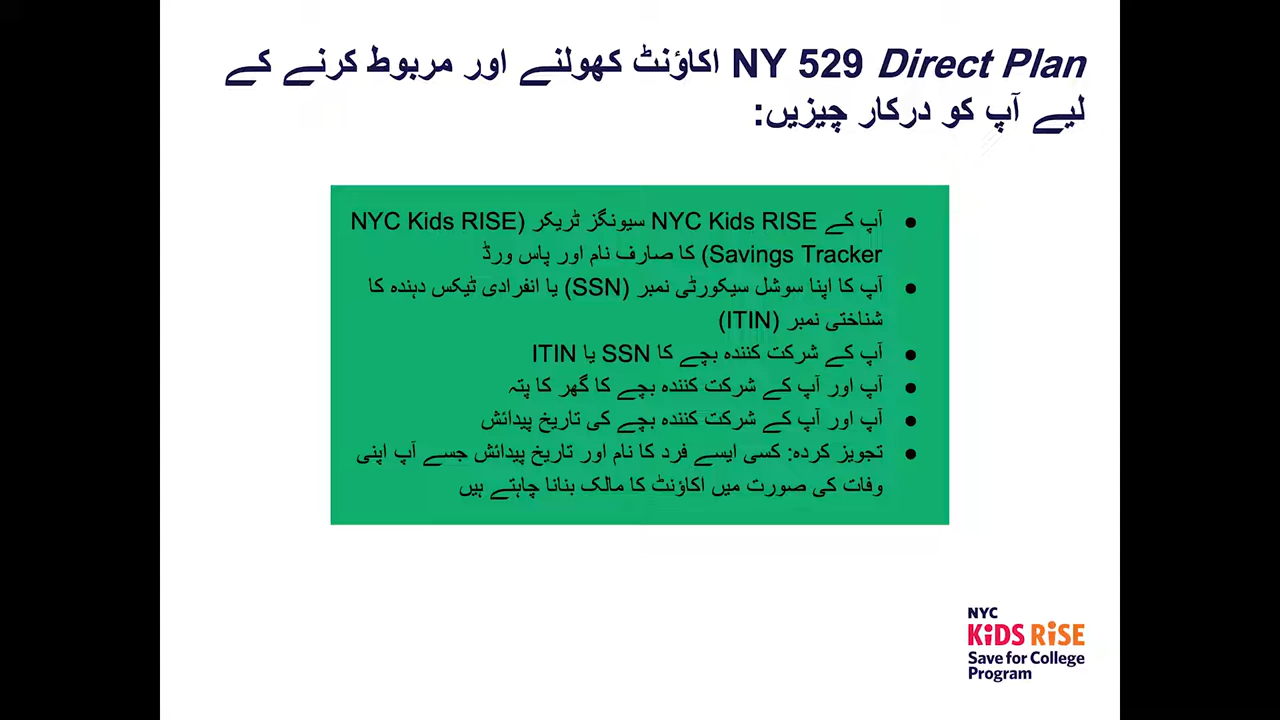 NY 529 Direct Plan اکاؤنٹ کھولنے اور مربوط کرنے کے
لیے آپ کو درکار چیزیں:
● آپ کے NYC Kids RISE سیونگز ٹریکر (NYC Kids RISE
Savings Tracker) کا صارف نام اور پاس ورڈ
● آپ کا اپنا سوشل سیکورٹی نمبر (SSN) یا انفرادی ٹیکس دہندہ کا
شناختی نمبر (ITIN)
● آپ کے شرکت کنندہ بچے کا SSN یا ITIN
● آپ اور آپ کے شرکت کنندہ بچے کا گھر کا پتہ
● آپ اور آپ کے شرکت کنندہ بچے کی تاریخ پیدائش
● تجویز کردہ: کسی ایسے فرد کا نام اور تاریخ پیدائش جسے آپ اپنی
وفات کی صورت میں اکاؤنٹ کا مالک بنانا چاہتے ہیں
NYC
KiDS RiSE
Save for College
Program